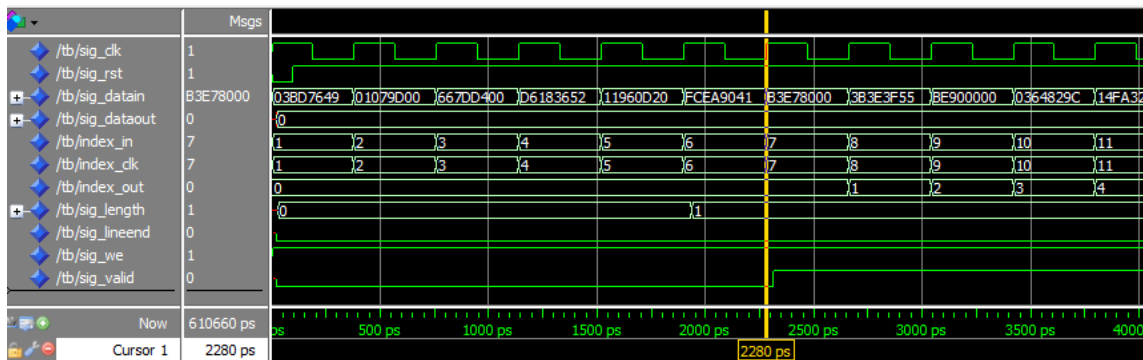 Msgs
/tb/sig_clk 1
/tb/sig_rst 1
/tb/sig_datain B3E78000 03BD7649 01079D00 667DD400 D6183652 11960D20 FCEA9041 B3E78000 3B3E3F55 BE900000 0364829C 14FA32
/tb/sig_dataout 0 0
/tb/index_in 7 1 2 3 4 5 6 7 8 9 10 11
/tb/index_clk 7 1 2 3 4 5 6 7 8 9 10 11
/tb/index_out 0 0 1 2 3 4
/tb/sig_length 1 0 1
/tb/sig_lineend 0
/tb/sig_we 1
/tb/sig_valid 0
Now 610660 ps ps 500 ps 1000 ps 1500 ps 2000 ps 2500 ps 3000 ps 3500 ps 4000
Cursor 1 2280 ps 2280 ps